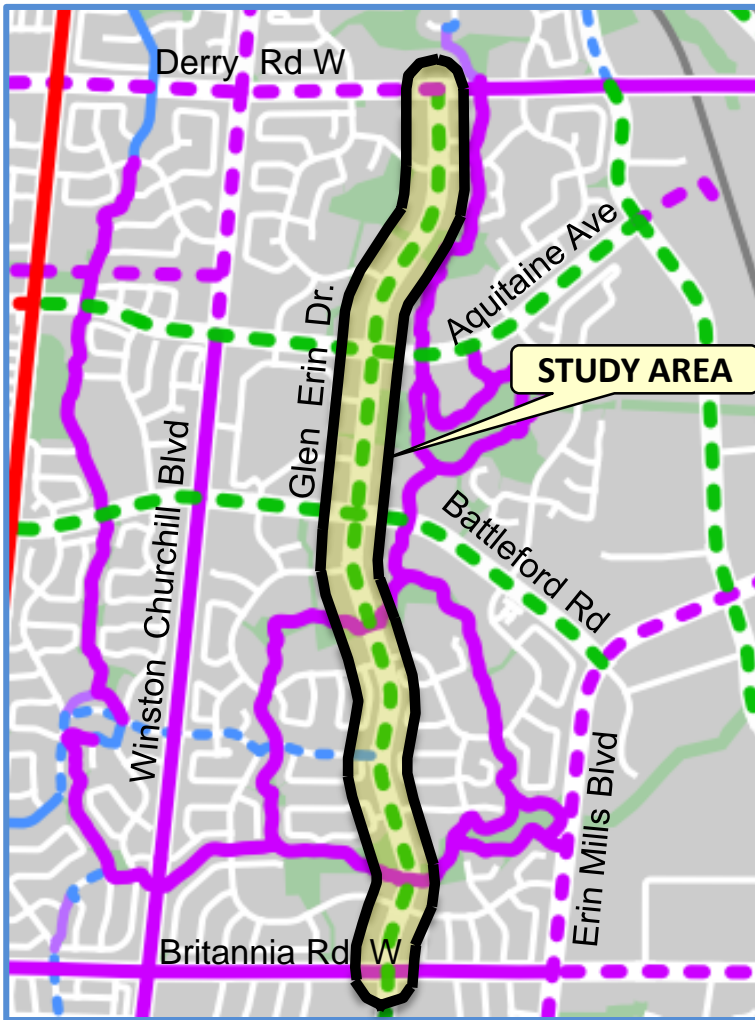 Derry Rd W
Aquitaine Ave
Glen Erin Dr.
STUDY AREA
Winston Churchill Blvd
Battleford Rd
Erin Mills Blvd
Britannia Rd W